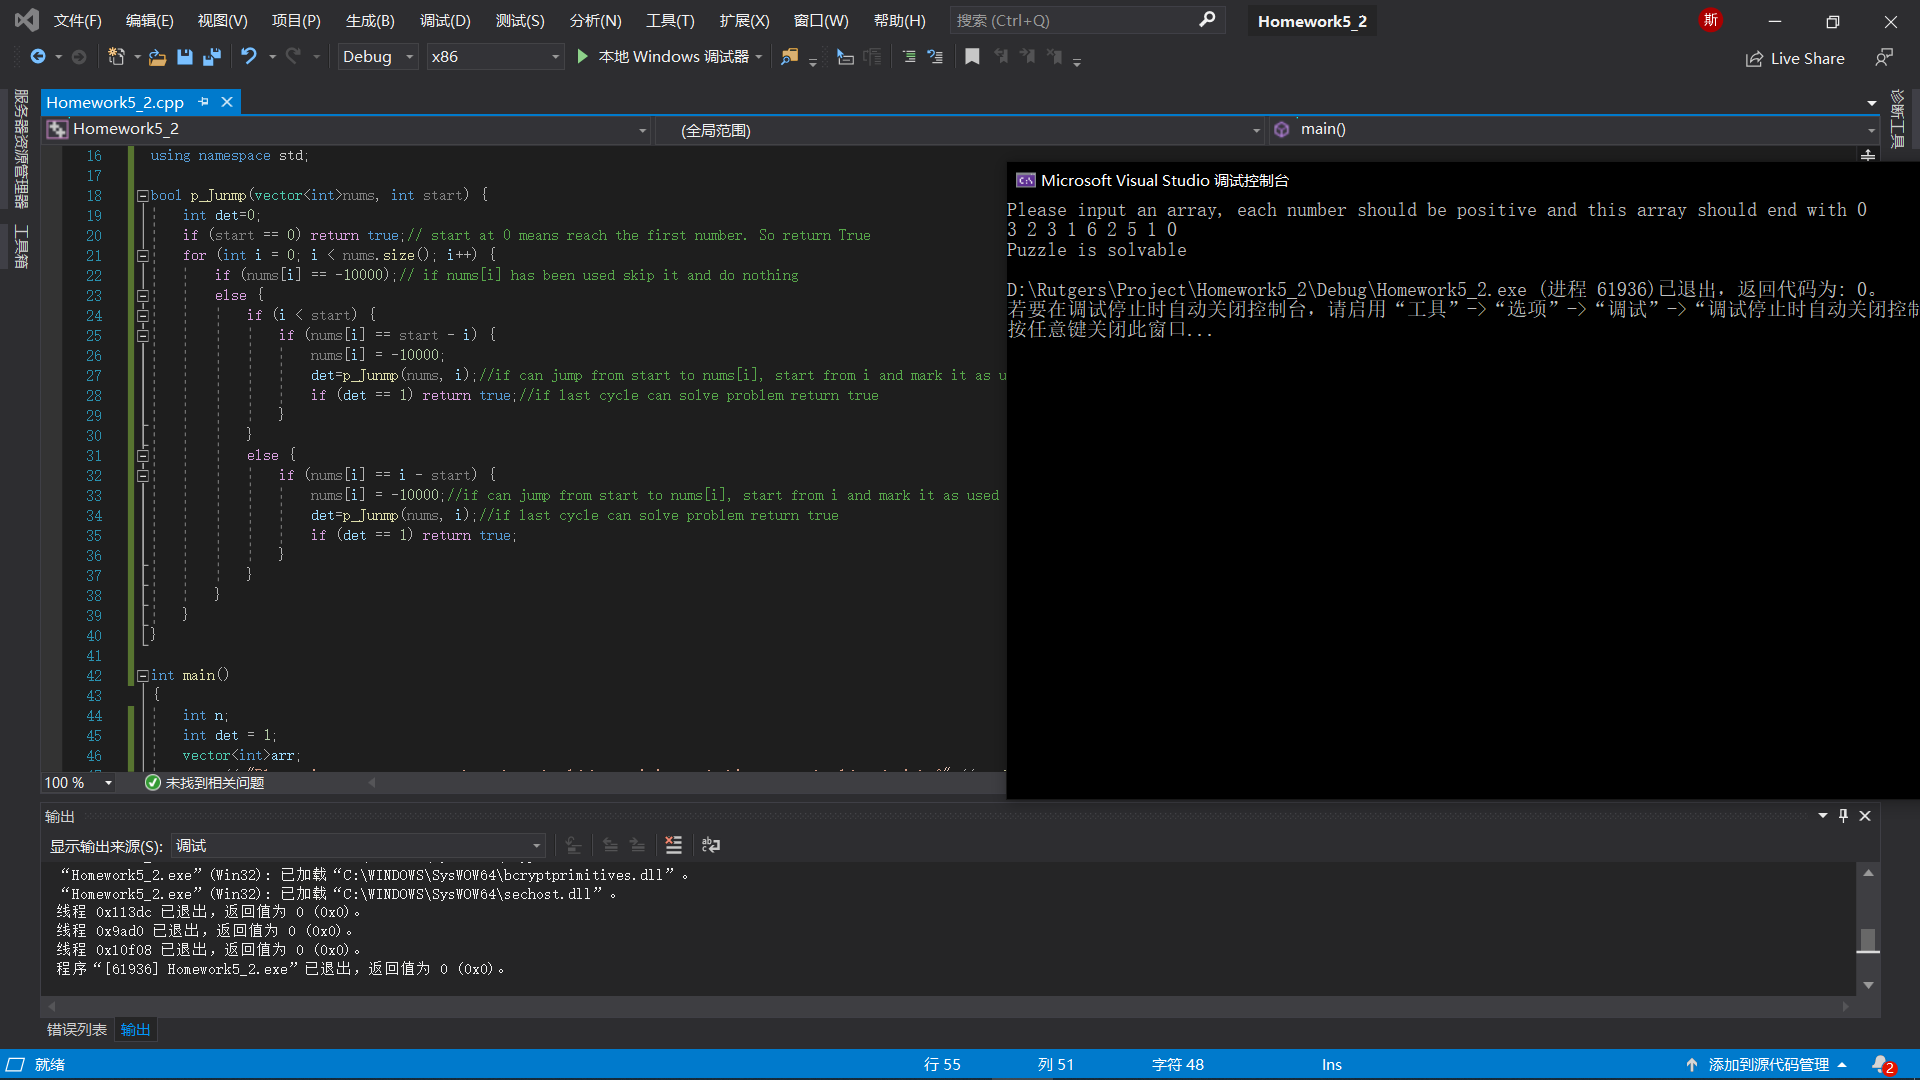 文件(F) 编辑(E) 视图(V) 项目(P) 生成(B) 调试(D) 测试(S) 分析(N) 工具(T) 扩展(X) 窗口(W) 帮助(H) 搜索 (Ctrl+Q) Homework5_2 斯
Debug x86 本地 Windows 调试器 Live Share
服务器资源管理器
工具箱
诊断工具
Homework5_2.cpp
Homework5_2 (全局范围) main()
16 using namespace std;
17
18 bool p_Junmp(vector<int>nums, int start) {
19 int det=0;
20 if (start == 0) return true;// start at 0 means reach the first number. So return True
21 for (int i = 0; i < nums.size(); i++) {
22 if (nums[i] == -10000);// if nums[i] has been used skip it and do nothing
23 else {
24 if (i < start) {
25 if (nums[i] == start - i) {
26 nums[i] = -10000;
27 det=p_Junmp(nums, i);//if can jump from start to nums[i], start from i and mark it as u
28 if (det == 1) return true;//if last cycle can solve problem return true
29 }
30 }
31 else {
32 if (nums[i] == i - start) {
33 nums[i] = -10000;//if can jump from start to nums[i], start from i and mark it as used
34 det=p_Junmp(nums, i);//if last cycle can solve problem return true
35 if (det == 1) return true;
36 }
37 }
38 }
39 }
40 }
41
42 int main()
43 {
44 int n;
45 int det = 1;
46 vector<int>arr;
Microsoft Visual Studio 调试控制台
Please input an array, each number should be positive and this array should end with 0
3 2 3 1 6 2 5 1 0
Puzzle is solvable
D:\Rutgers\Project\Homework5_2\Debug\Homework5_2.exe (进程 61936)已退出，返回代码为: 0。
若要在调试停止时自动关闭控制台，请启用“工具”->“选项”->“调试”->“调试停止时自动关闭控制
按任意键关闭此窗口...
100 % 未找到相关问题
输出
显示输出来源(S): 调试
“Homework5_2.exe”(Win32): 已加载“C:\WINDOWS\SysWOW64\bcryptprimitives.dll”。
“Homework5_2.exe”(Win32): 已加载“C:\WINDOWS\SysWOW64\sechost.dll”。
线程 0x113dc 已退出，返回值为 0 (0x0)。
线程 0x9ad0 已退出，返回值为 0 (0x0)。
线程 0x10f08 已退出，返回值为 0 (0x0)。
程序“[61936] Homework5_2.exe”已退出，返回值为 0 (0x0)。
错误列表 输出
就绪 行 55 列 51 字符 48 Ins 添加到源代码管理 2